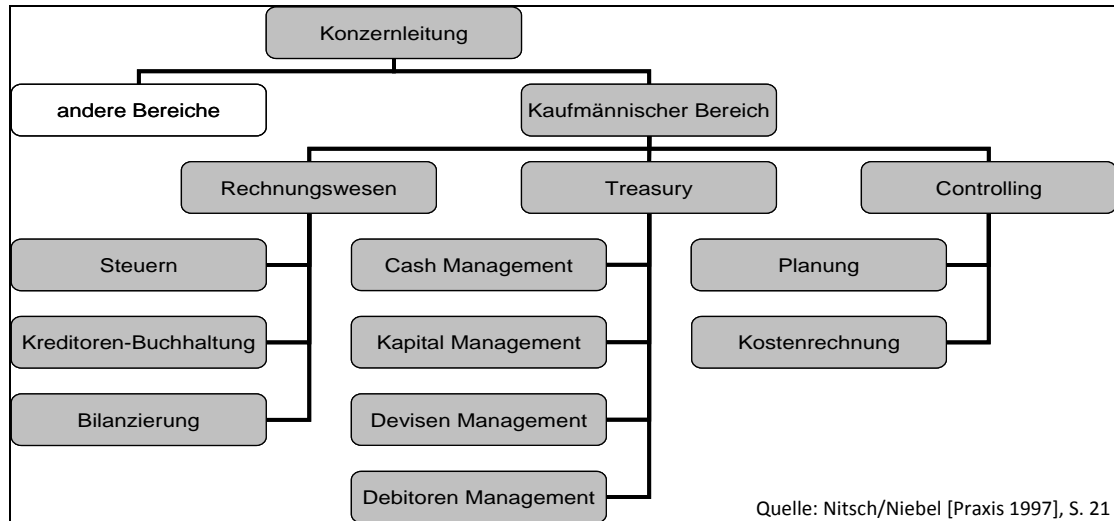 Konzernleitung
andere Bereiche
Kaufmännischer Bereich
Rechnungswesen
Treasury
Controlling
Steuern
Cash Management
Planung
Kreditoren-Buchhaltung
Kapital Management
Kostenrechnung
Bilanzierung
Devisen Management
Debitoren Management
Quelle: Nitsch/Niebel [Praxis 1997], S. 21